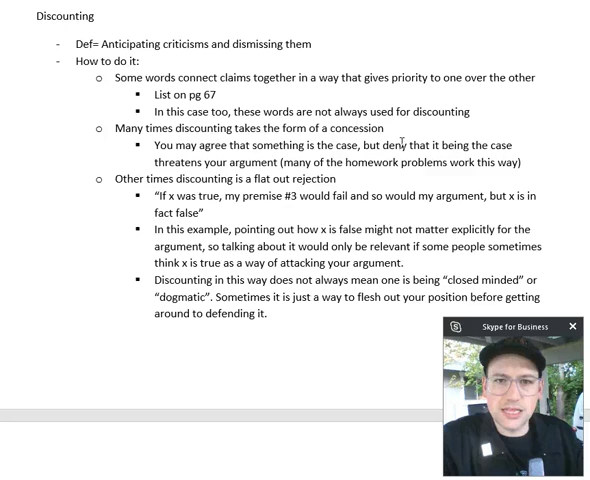 Discounting
- Def= Anticipating criticisms and dismissing them
- How to do it:
o Some words connect claims together in a way that gives priority to one over the other
▪ List on pg 67
▪ In this case too, these words are not always used for discounting
o Many times discounting takes the form of a concession
▪ You may agree that something is the case, but deny that it being the case
threatens your argument (many of the homework problems work this way)
o Other times discounting is a flat out rejection
▪ “If x was true, my premise #3 would fail and so would my argument, but x is in
fact false”
▪ In this example, pointing out how x is false might not matter explicitly for the
argument, so talking about it would only be relevant if some people sometimes
think x is true as a way of attacking your argument.
▪ Discounting in this way does not always mean one is being “closed minded” or
“dogmatic”. Sometimes it is just a way to flesh out your position before getting
around to defending it.
Skype for Business